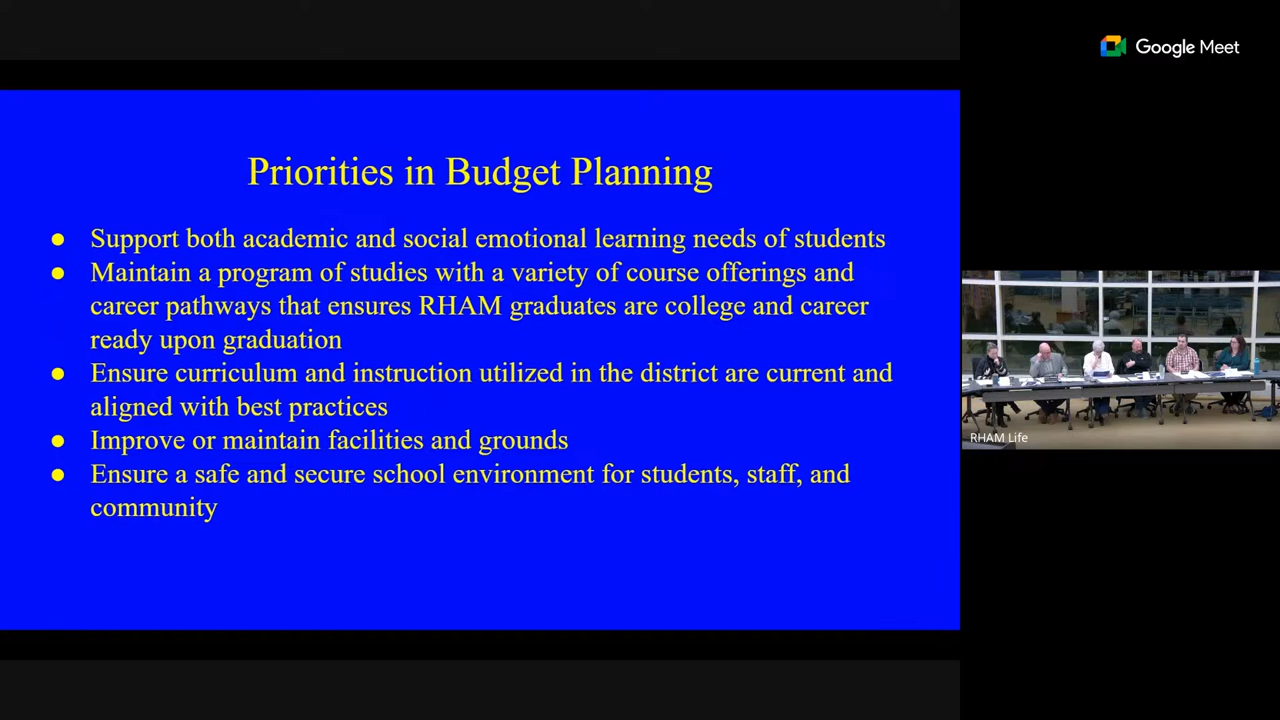 Google Meet
Priorities in Budget Planning
● Support both academic and social emotional learning needs of students
● Maintain a program of studies with a variety of course offerings and
career pathways that ensures RHAM graduates are college and career
ready upon graduation
● Ensure curriculum and instruction utilized in the district are current and
aligned with best practices
● Improve or maintain facilities and grounds
● Ensure a safe and secure school environment for students, staff, and
community
RHAM Life